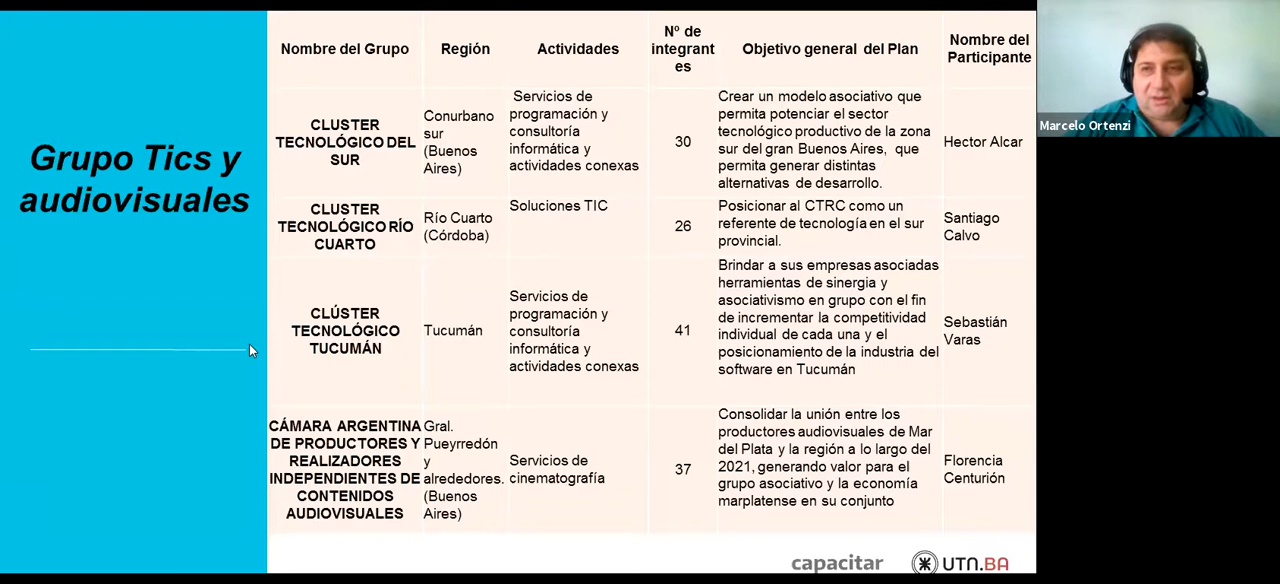 Grupo Tics y
audiovisuales
Nombre del Grupo
Región
Actividades
Nº de
integrant
es
Objetivo general del Plan
Nombre del
Participante
CLUSTER
TECNOLÓGICO DEL
SUR
Conurbano
sur
(Buenos
Aires)
Servicios de
programación y
consultoría
informática y
actividades conexas
30
Crear un modelo asociativo que
permita potenciar el sector
tecnológico productivo de la zona
sur del gran Buenos Aires, que
permita generar distintas
alternativas de desarrollo.
Hector Alcar
CLUSTER
TECNOLÓGICO RÍO
CUARTO
Río Cuarto
(Córdoba)
Soluciones TIC
26
Posicionar al CTRC como un
referente de tecnología en el sur
provincial.
Santiago
Calvo
CLÚSTER
TECNOLÓGICO
TUCUMÁN
Tucumán
Servicios de
programación y
consultoría
informática y
actividades conexas
41
Brindar a sus empresas asociadas
herramientas de sinergia y
asociativismo en grupo con el fin
de incrementar la competitividad
individual de cada una y el
posicionamiento de la industria del
software en Tucumán
Sebastián
Varas
CÁMARA ARGENTINA
DE PRODUCTORES Y
REALIZADORES
INDEPENDIENTES DE
CONTENIDOS
AUDIOVISUALES
Gral.
Pueyrredón
y
alrededores.
(Buenos
Aires)
Servicios de
cinematografía
37
Consolidar la unión entre los
productores audiovisuales de Mar
del Plata y la región a lo largo del
2021, generando valor para el
grupo asociativo y la economía
marplatense en su conjunto
Florencia
Centurión
capacitar
UTN.BA
Marcelo Ortenzi